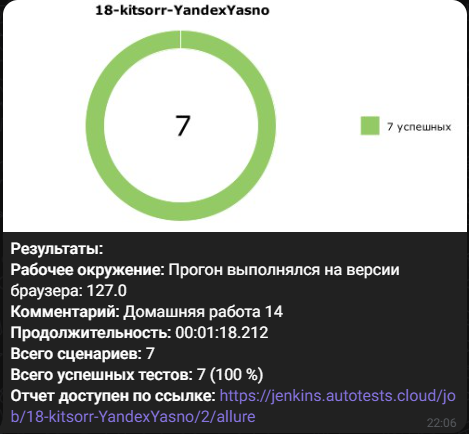 18-kitsorr-YandexYasno
7
7 успешных
Результаты:
Рабочее окружение: Прогон выполнялся на версии
браузера: 127.0
Комментарий: Домашняя работа 14
Продолжительность: 00:01:18.212
Всего сценариев: 7
Всего успешных тестов: 7 (100 %)
Отчет доступен по ссылке: https://jenkins.autotests.cloud/jo
b/18-kitsorr-YandexYasno/2/allure
22:06